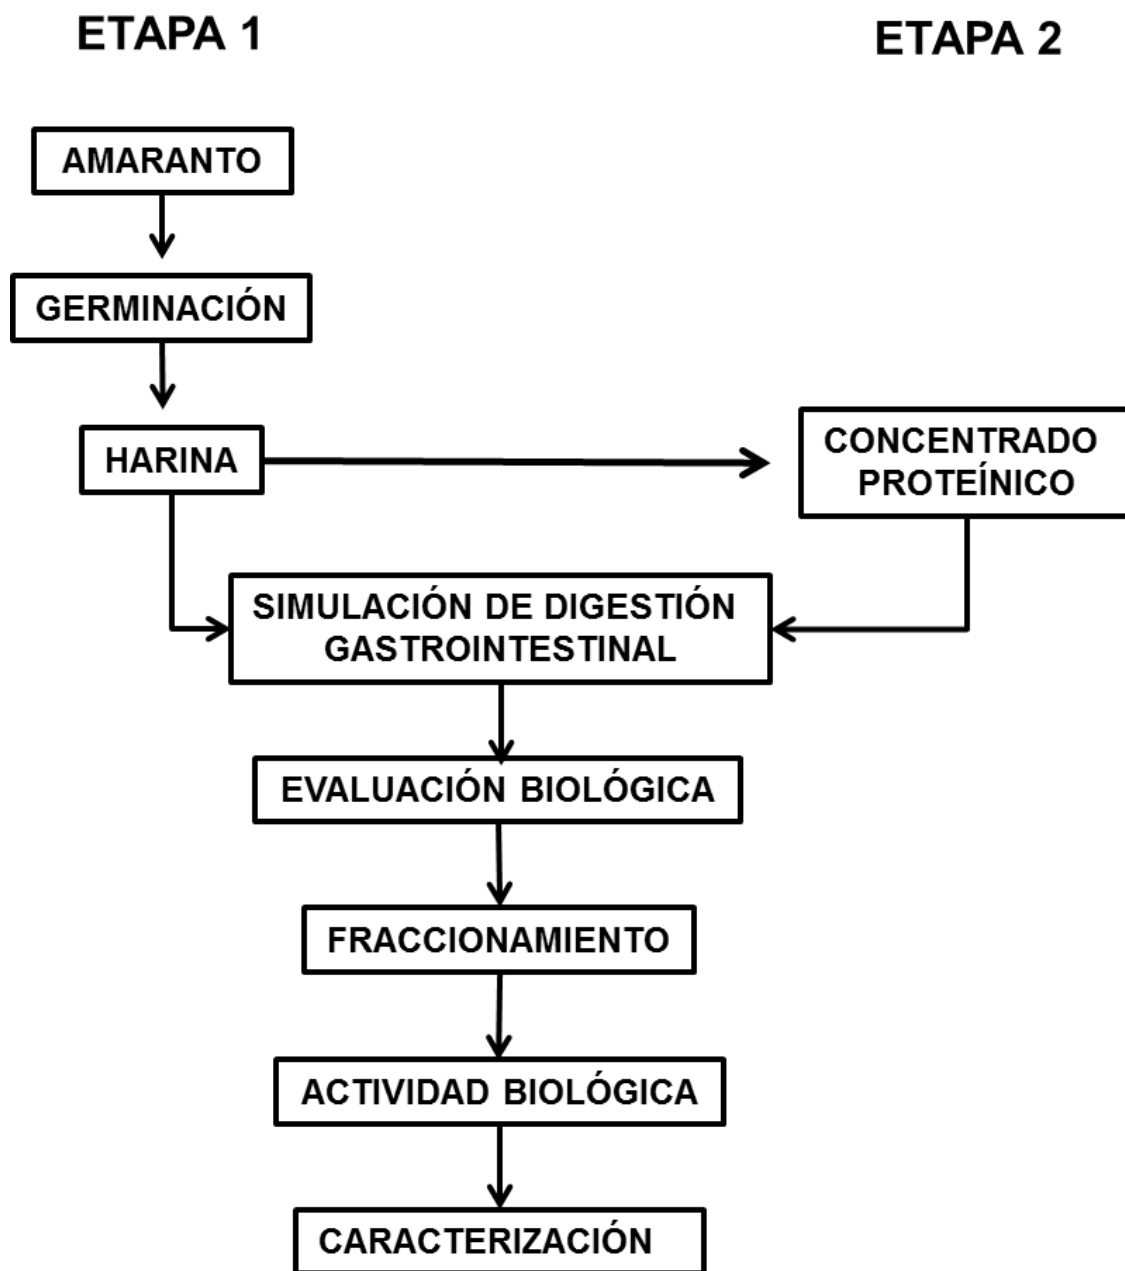 ETAPA 1
ETAPA 2
AMARANTO
GERMINACIÓN
HARINA
CONCENTRADO
PROTEÍNICO
SIMULACIÓN DE DIGESTIÓN
GASTROINTESTINAL
EVALUACIÓN BIOLÓGICA
FRACCIONAMIENTO
ACTIVIDAD BIOLÓGICA
CARACTERIZACIÓN